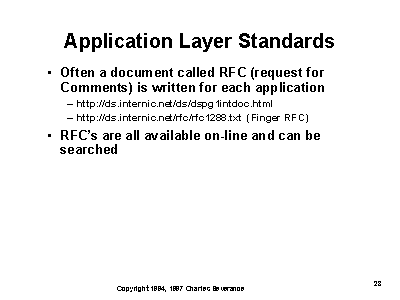 Application Layer Standards
• Often a document called RFC (request for
Comments) is written for each application
– http://ds.internic.net/ds/dspg1intdoc.html
– http://ds.internic.net/rfc/rfc1288.txt (Finger RFC)
• RFC's are all available on-line and can be
searched
Copyright 1994, 1997 Charles Severance
28